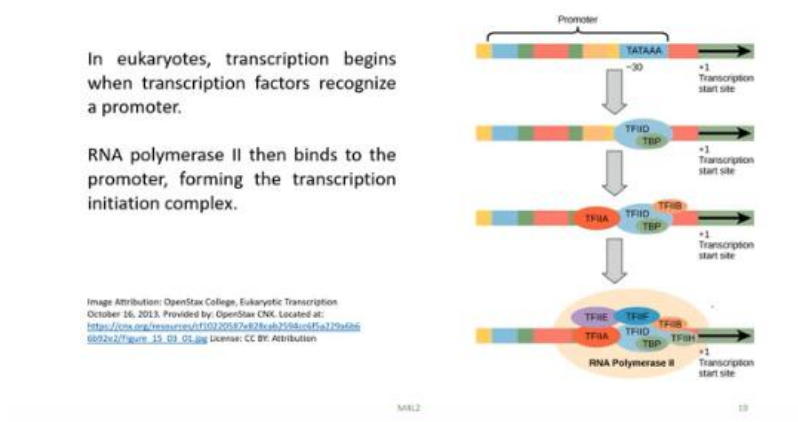 In eukaryotes, transcription begins
when transcription factors recognize
a promoter.
RNA polymerase II then binds to the
promoter, forming the transcription
initiation complex.
Image Attribution: OpenStax College, Eukaryotic Transcription
October 16, 2013. Provided by: OpenStax CNX. Located at:
License: CC BY: Attribution
Promoter
TATAAA
−30
+1
Transcription
start site
TFIID
TBP
+1
Transcription
start site
TFIIB
TFIIA
TFIID
TBP
+1
Transcription
start site
TFIIE
TFIIF
TFIIB
TFIIA
TFIID
TBP
TFIIH
RNA Polymerase II
+1
Transcription
start site
M4L2
19